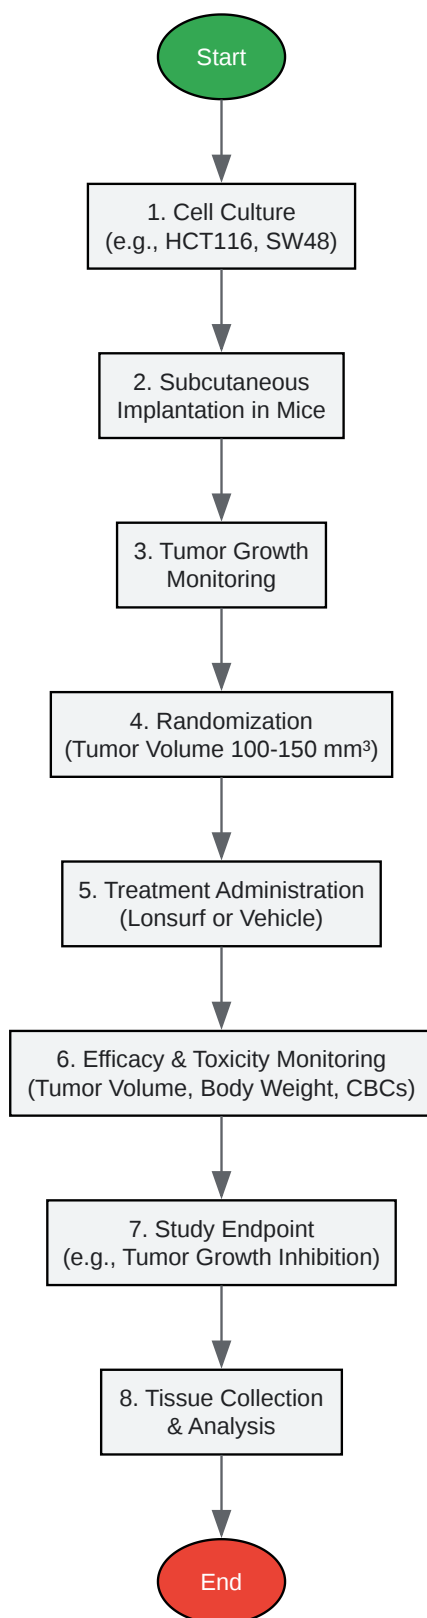 Start
1. Cell Culture
(e.g., HCT116, SW48)
2. Subcutaneous
Implantation in Mice
3. Tumor Growth
Monitoring
4. Randomization
(Tumor Volume 100-150 mm³)
5. Treatment Administration
(Lonsurf or Vehicle)
6. Efficacy & Toxicity Monitoring
(Tumor Volume, Body Weight, CBCs)
7. Study Endpoint
(e.g., Tumor Growth Inhibition)
8. Tissue Collection
& Analysis
End